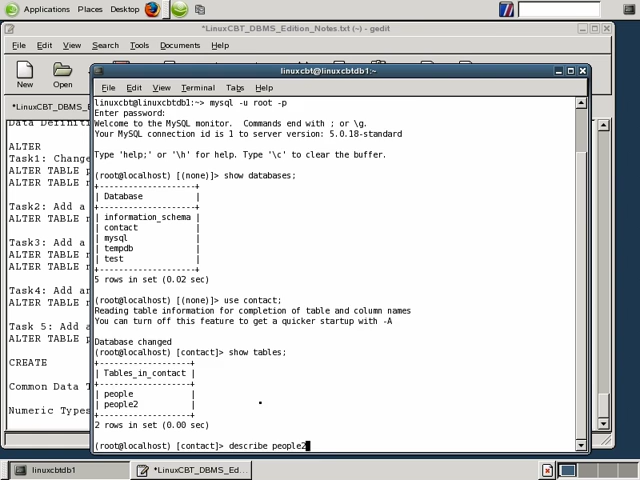 Applications Places Desktop
*LinuxCBT_DBMS_Edition_Notes.txt (~) - gedit
File Edit View Search Tools Documents Help
New Open
*LinuxCBT_DB
Data Definit
ALTER
Task1: Change
ALTER TABLE p
ALTER TABLE
Task2: Add a
ALTER TABLE
Task3: Add a
ALTER TABLE
ALTER TABLE
Task4: Add an
ALTER TABLE
Task 5: Add a
ALTER TABLE p
CREATE
Common Data T
Numeric Types
linuxcbt@linuxcbtdb1:~
File Edit View Terminal Tabs Help
linuxcbt@linuxcbtdb1:~> mysql -u root -p
Enter password:
Welcome to the MySQL monitor.  Commands end with ; or \g.
Your MySQL connection id is 1 to server version: 5.0.18-standard
Type 'help;' or '\h' for help. Type '\c' to clear the buffer.
(root@localhost) [(none)]> show databases;
+--------------------+
| Database           |
+--------------------+
| information_schema |
| contact            |
| mysql              |
| tempdb             |
| test               |
+--------------------+
5 rows in set (0.02 sec)
(root@localhost) [(none)]> use contact;
Reading table information for completion of table and column names
You can turn off this feature to get a quicker startup with -A
Database changed
(root@localhost) [contact]> show tables;
+-------------------+
| Tables_in_contact |
+-------------------+
| people            |
| people2           |
+-------------------+
2 rows in set (0.00 sec)
(root@localhost) [contact]> describe people2
linuxcbtdb1
*LinuxCBT_DBMS_Ed...